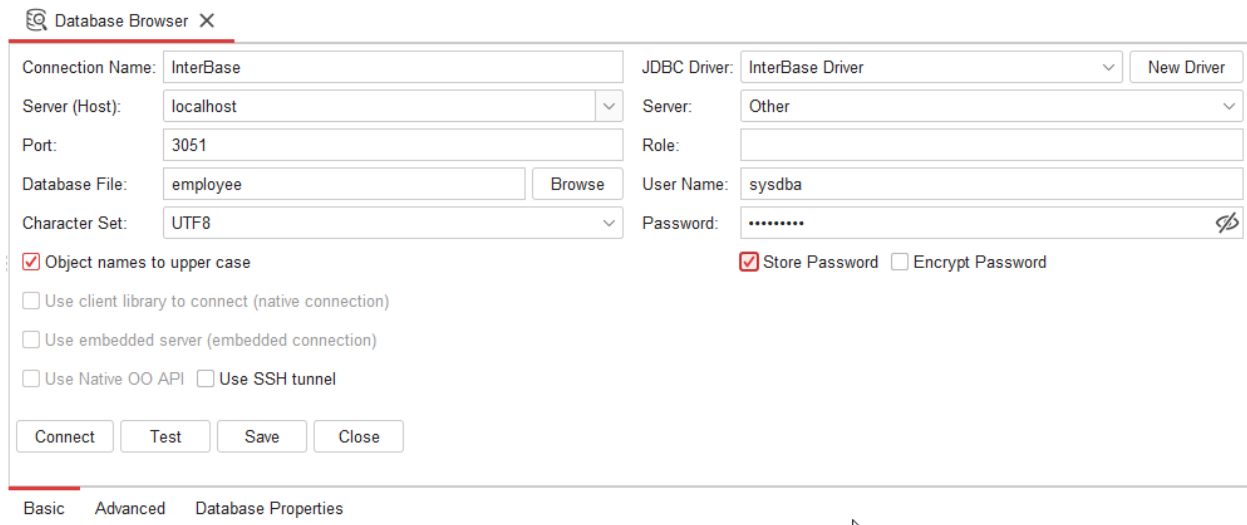 Database Browser
Connection Name: InterBase JDBC Driver: InterBase Driver New Driver
Server (Host): localhost Server: Other
Port: 3051 Role:
Database File: employee Browse User Name: sysdba
Character Set: UTF8 Password: •••••••••
Object names to upper case Store Password Encrypt Password
Use client library to connect (native connection)
Use embedded server (embedded connection)
Use Native OO API Use SSH tunnel
Connect Test Save Close
Basic Advanced Database Properties